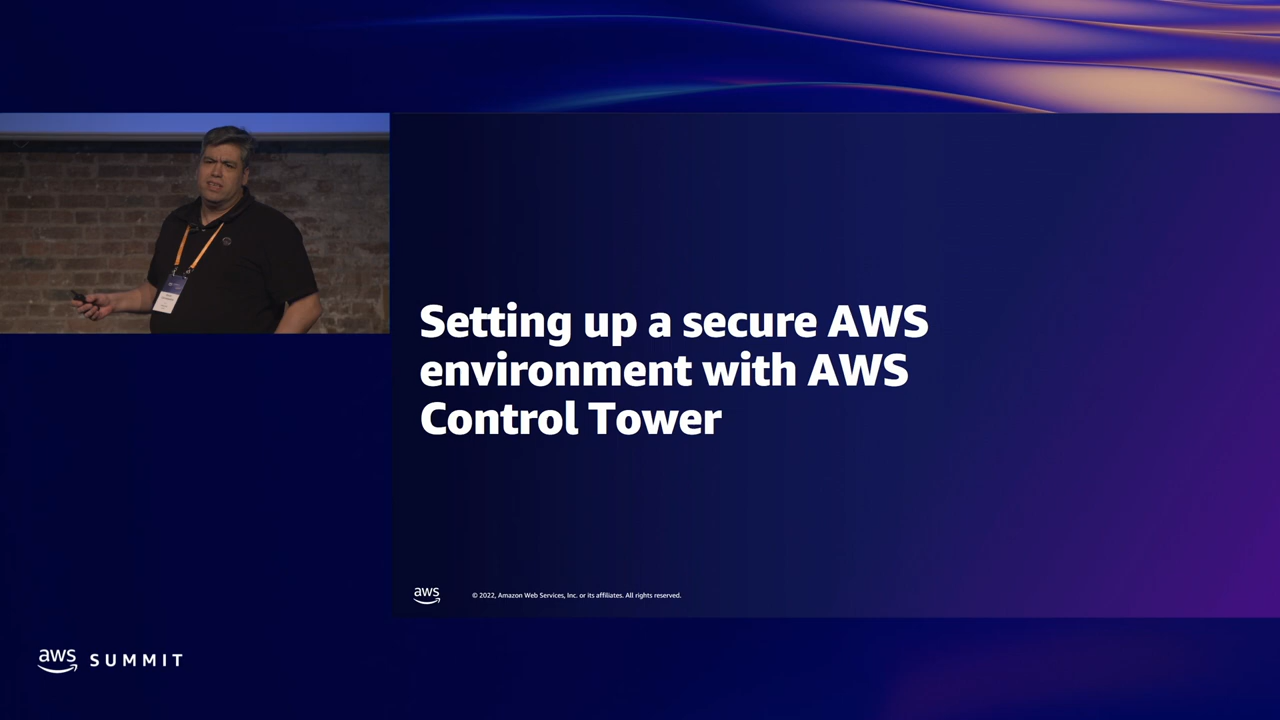 Setting up a secure AWS
environment with AWS
Control Tower
aws
© 2022, Amazon Web Services, Inc. or its affiliates. All rights reserved.
aws SUMMIT